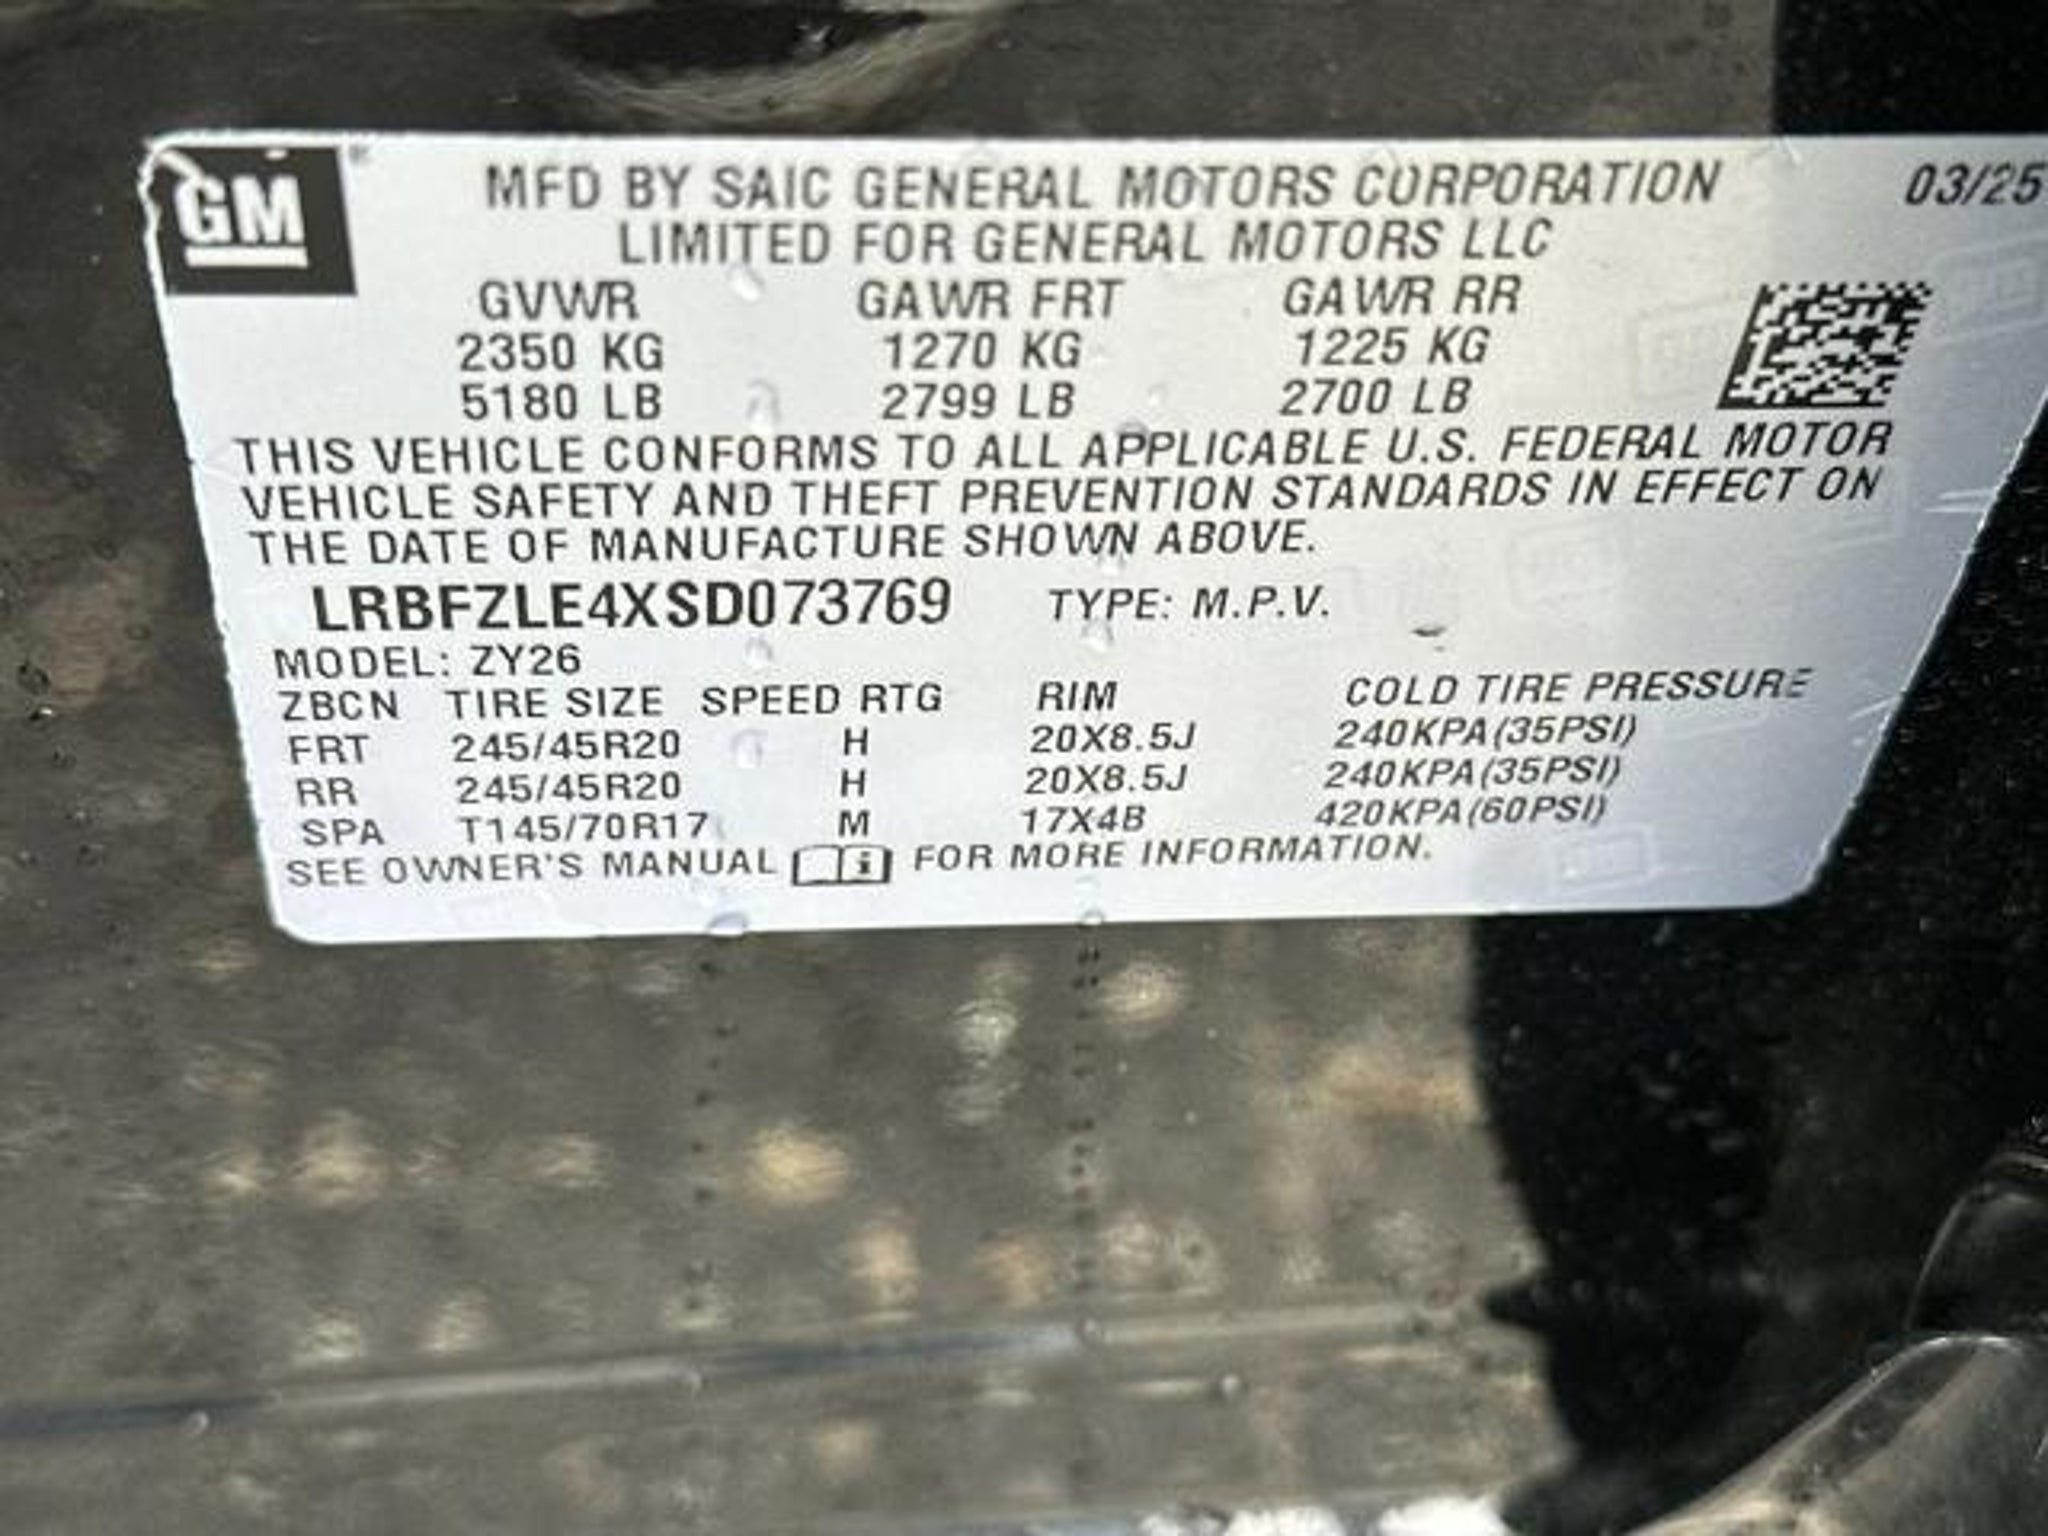 GM
MFD BY SAIC GENERAL MOTORS CORPORATION 03/25
LIMITED FOR GENERAL MOTORS LLC
GVWR GAWR FRT GAWR RR
2350 KG 1270 KG 1225 KG
5180 LB 2799 LB 2700 LB
THIS VEHICLE CONFORMS TO ALL APPLICABLE U.S. FEDERAL MOTOR
VEHICLE SAFETY AND THEFT PREVENTION STANDARDS IN EFFECT ON
THE DATE OF MANUFACTURE SHOWN ABOVE.
LRBFZLE4XSD073769 TYPE: M.P.V.
MODEL: ZY26
ZBCN TIRE SIZE SPEED RTG RIM COLD TIRE PRESSURE
FRT 245/45R20 H 20X8.5J 240KPA(35PSI)
RR 245/45R20 H 20X8.5J 240KPA(35PSI)
SPA T145/70R17 M 17X4B 420KPA(60PSI)
SEE OWNER'S MANUAL FOR MORE INFORMATION.